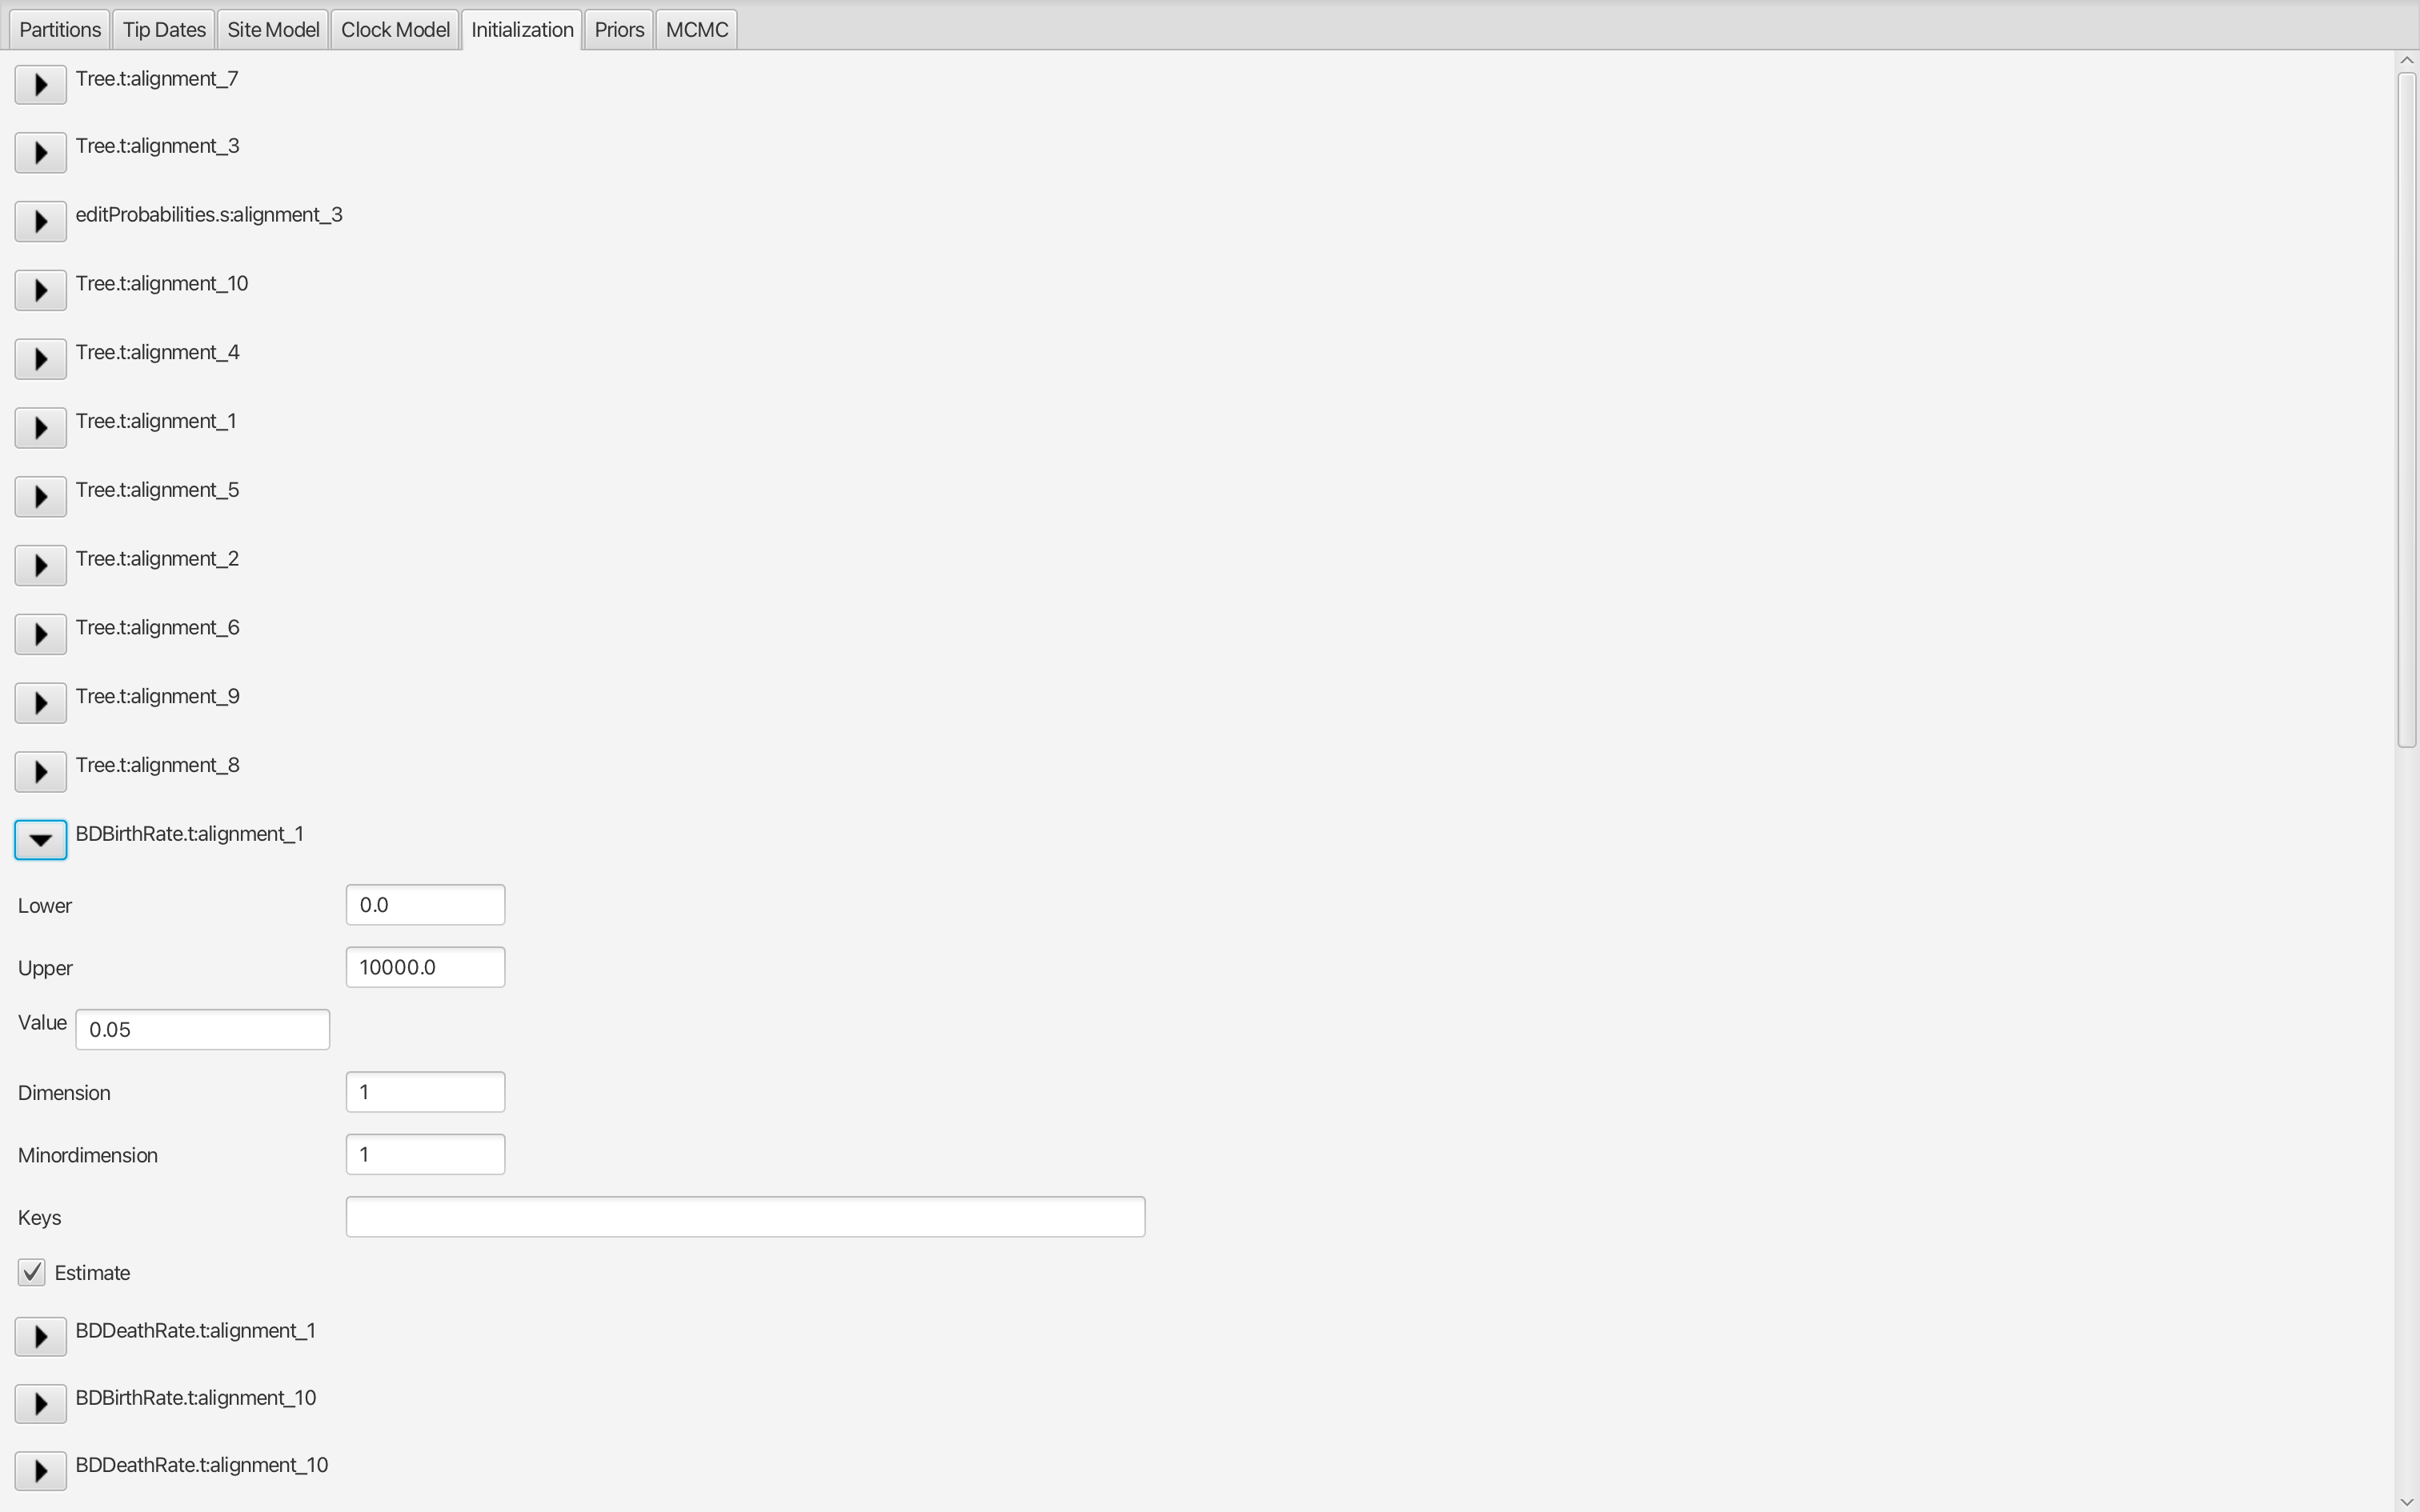 Partitions Tip Dates Site Model Clock Model Initialization Priors MCMC
Tree.t:alignment_7
Tree.t:alignment_3
editProbabilities.s:alignment_3
Tree.t:alignment_10
Tree.t:alignment_4
Tree.t:alignment_1
Tree.t:alignment_5
Tree.t:alignment_2
Tree.t:alignment_6
Tree.t:alignment_9
Tree.t:alignment_8
BDBirthRate.t:alignment_1
Lower 0.0
Upper 10000.0
Value 0.05
Dimension 1
Minordimension 1
Keys
Estimate
BDDeathRate.t:alignment_1
BDBirthRate.t:alignment_10
BDDeathRate.t:alignment_10